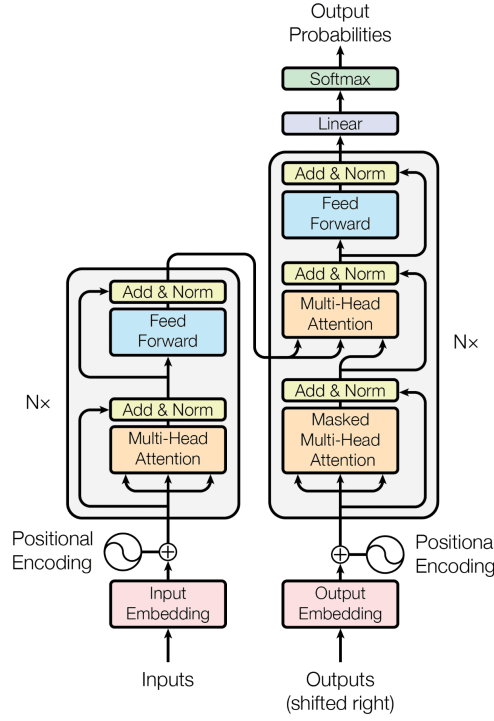 Output
Probabilities
Softmax
Linear
Add & Norm
Feed
Forward
Add & Norm
Multi-Head
Attention
Add & Norm
Masked
Multi-Head
Attention
N×
Add & Norm
Feed
Forward
Add & Norm
Multi-Head
Attention
N×
Positional
Encoding
Positional
Encoding
Input
Embedding
Output
Embedding
Inputs
Outputs
(shifted right)